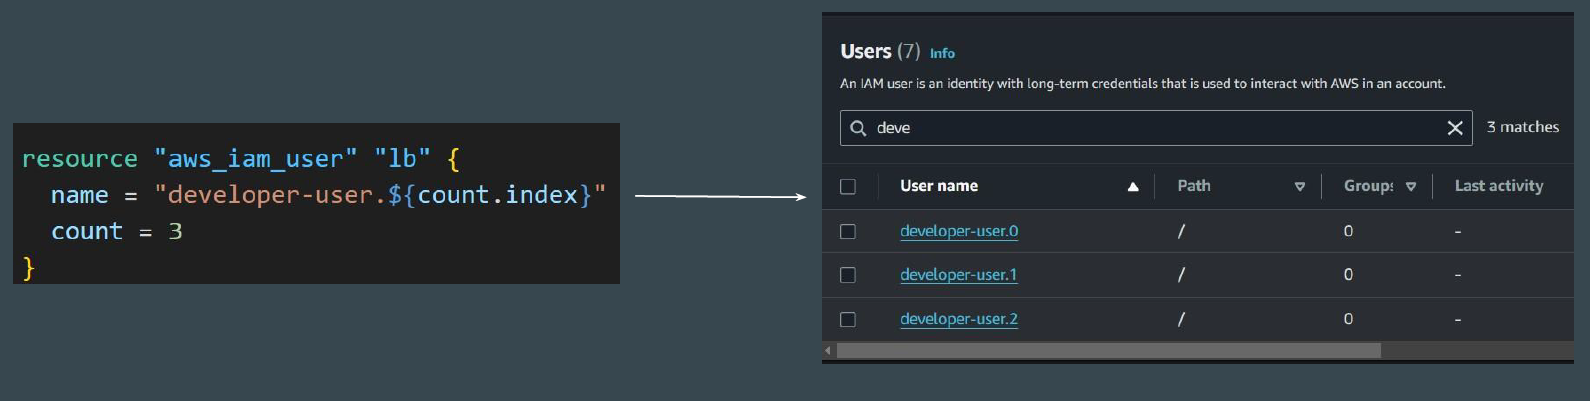 resource "aws_iam_user" "lb" {
  name = "developer-user.${count.index}"
  count = 3
}
Users (7) Info
An IAM user is an identity with long-term credentials that is used to interact with AWS in an account.
deve
3 matches
User name Path Groups Last activity
developer-user.0 / 0 -
developer-user.1 / 0 -
developer-user.2 / 0 -